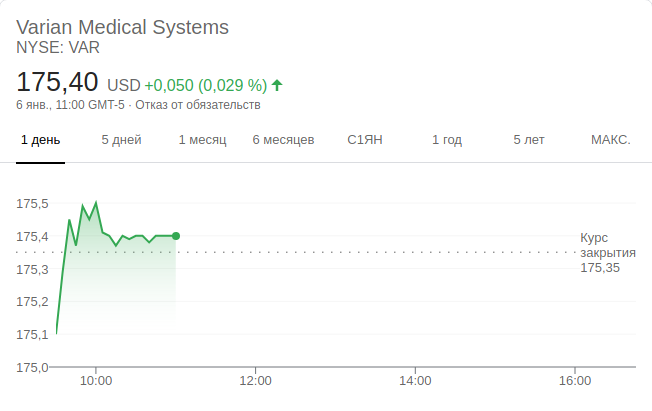 Varian Medical Systems
NYSE: VAR
175,40 USD +0,050 (0,029 %)
6 янв., 11:00 GMT-5 · Отказ от обязательств
1 день 5 дней 1 месяц 6 месяцев С1ЯН 1 год 5 лет МАКС.
175,5
175,4
175,3
175,2
175,1
175,0
Курс
закрытия
175,35
10:00 12:00 14:00 16:00